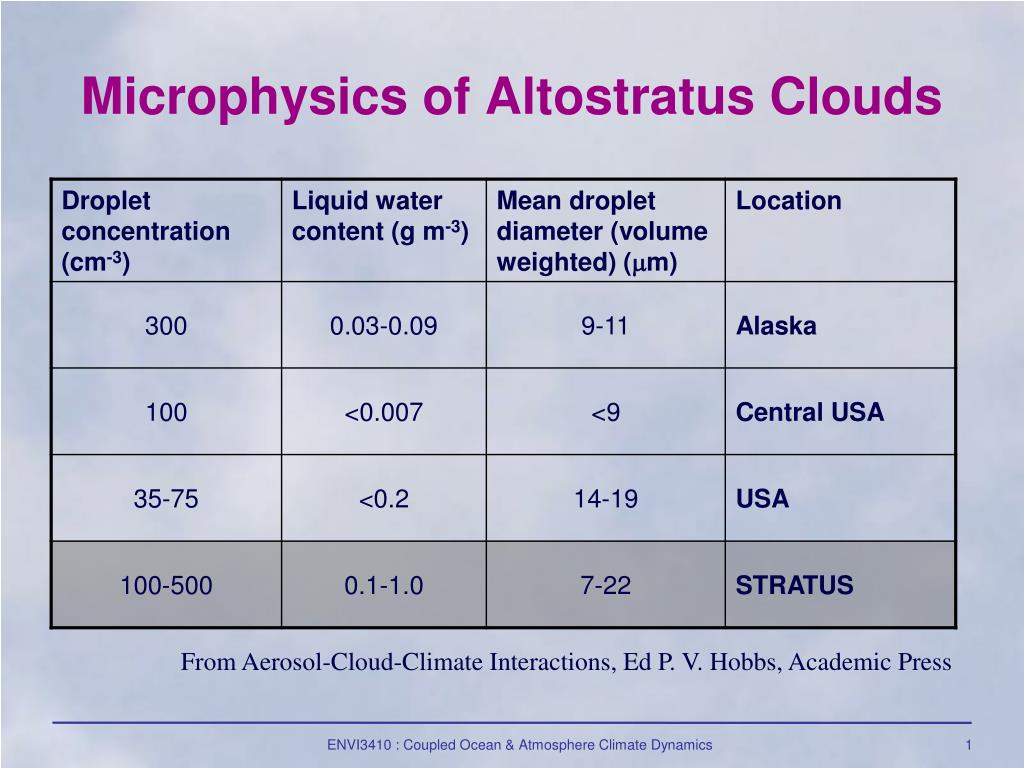 Microphysics of Altostratus Clouds
Droplet
concentration
(cm-3)
Liquid water
content (g m-3)
Mean droplet
diameter (volume
weighted) (μm)
Location
300
0.03-0.09
9-11
Alaska
100
<0.007
<9
Central USA
35-75
<0.2
14-19
USA
100-500
0.1-1.0
7-22
STRATUS
From Aerosol-Cloud-Climate Interactions, Ed P. V. Hobbs, Academic Press
ENVI3410 : Coupled Ocean & Atmosphere Climate Dynamics
1